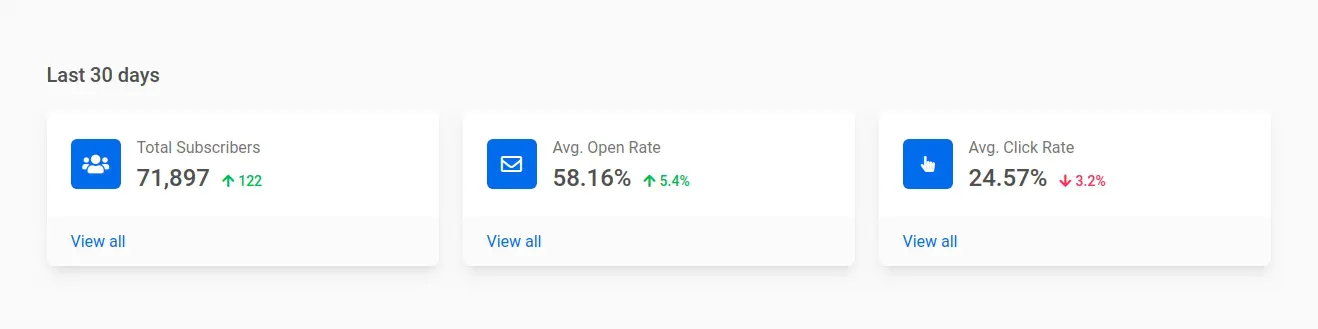 Last 30 days
Total Subscribers
71,897 122
View all
Avg. Open Rate
58.16% 5.4%
View all
Avg. Click Rate
24.57% 3.2%
View all